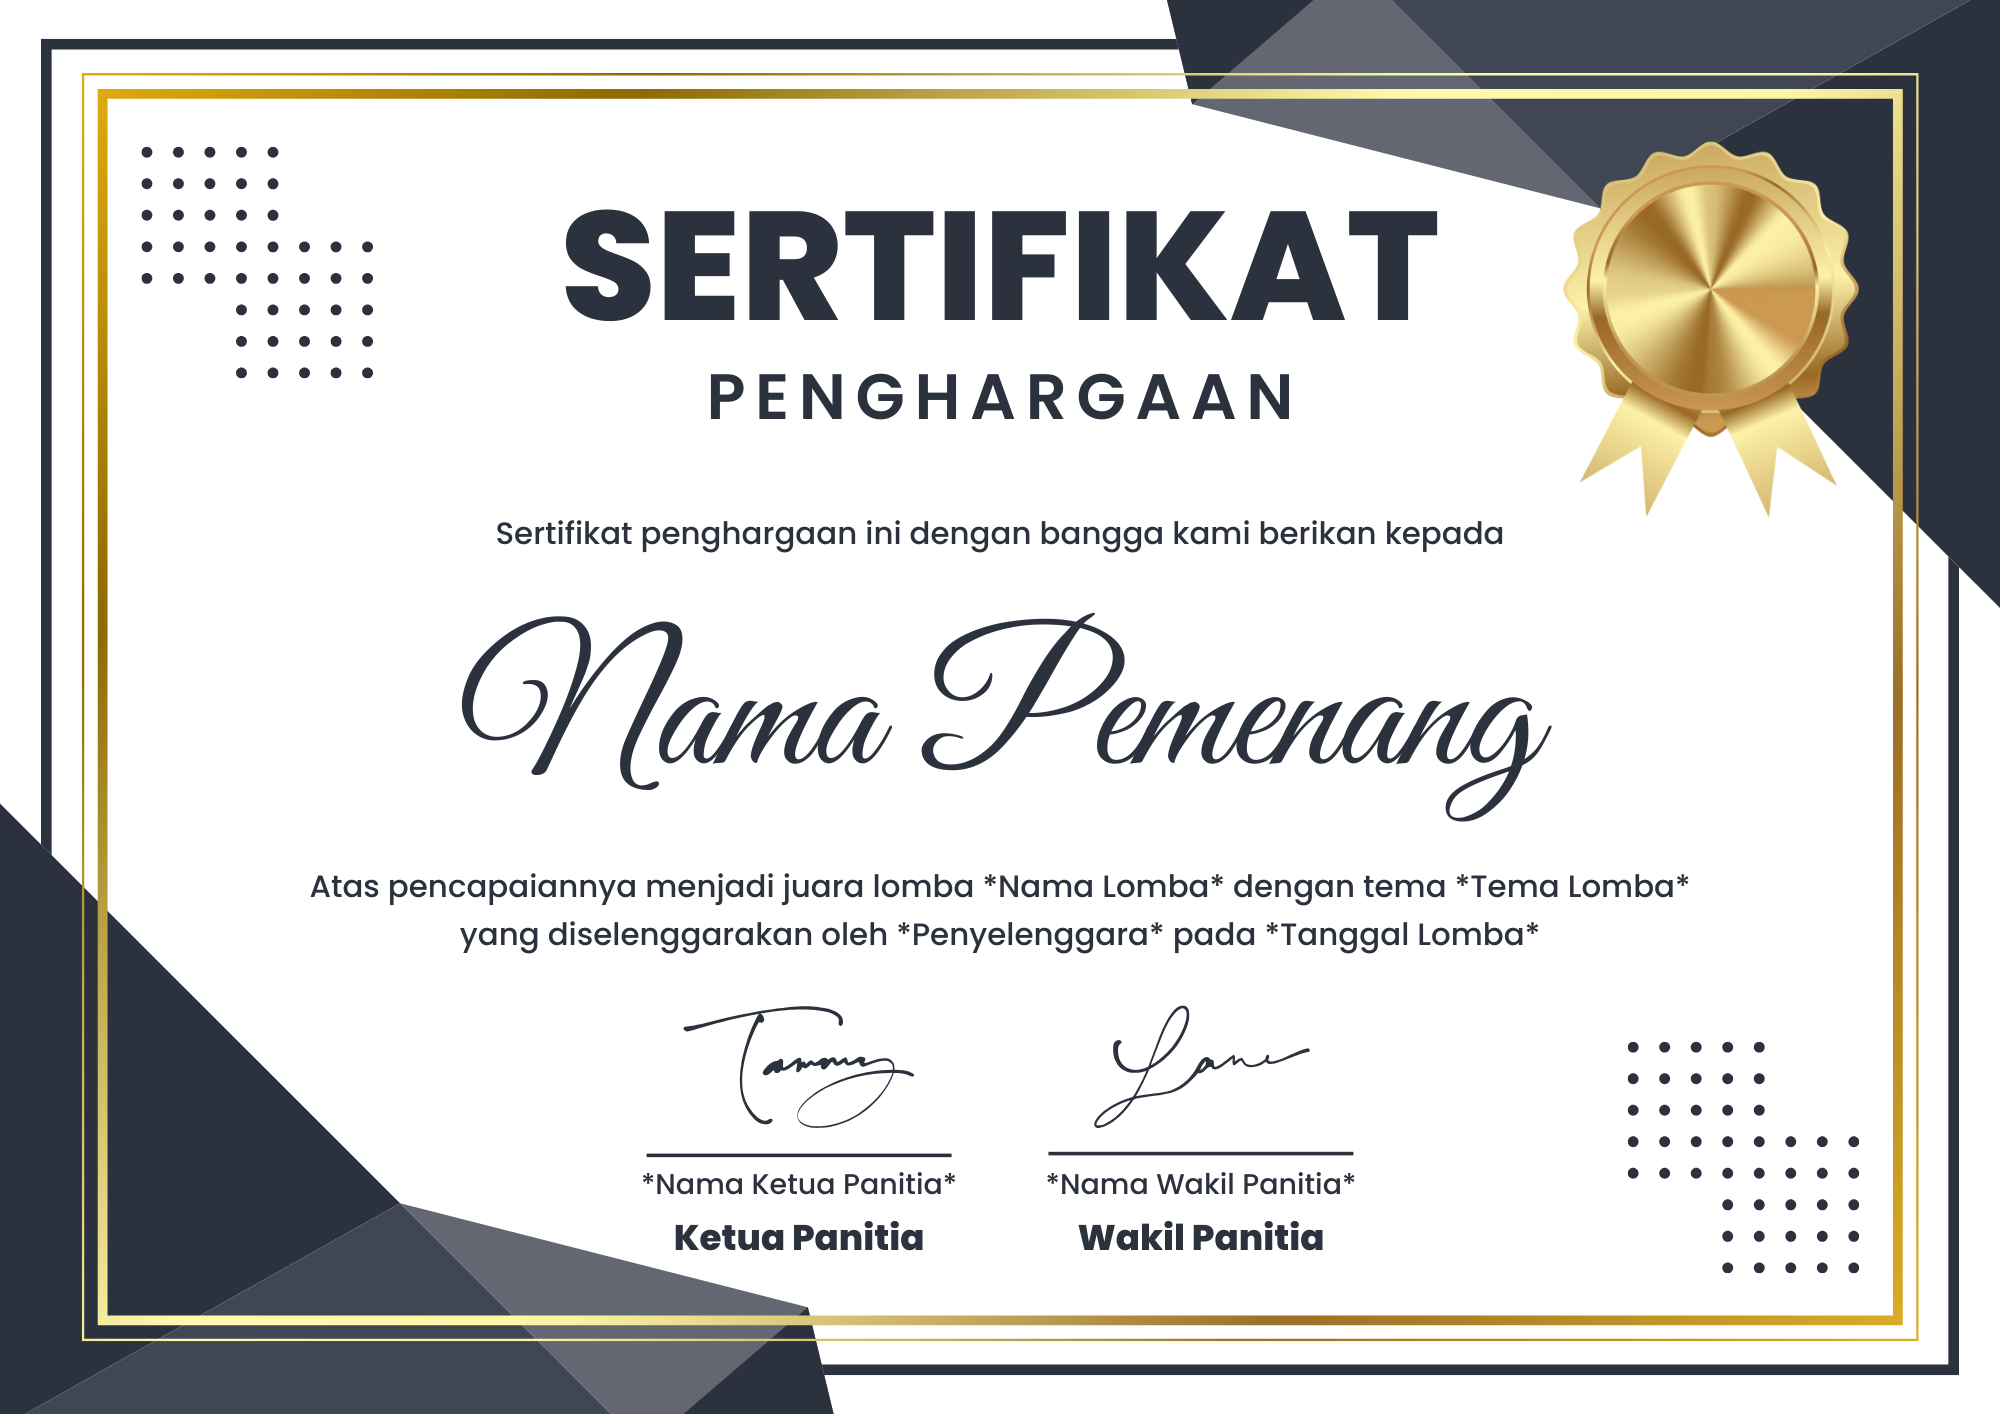 SERTIFIKAT
PENGHARGAAN
Sertifikat penghargaan ini dengan bangga kami berikan kepada
Nama Pemenang
Atas pencapaiannya menjadi juara lomba *Nama Lomba* dengan tema *Tema Lomba*
yang diselenggarakan oleh *Penyelenggara* pada *Tanggal Lomba*
*Nama Ketua Panitia* *Nama Wakil Panitia*
Ketua Panitia Wakil Panitia